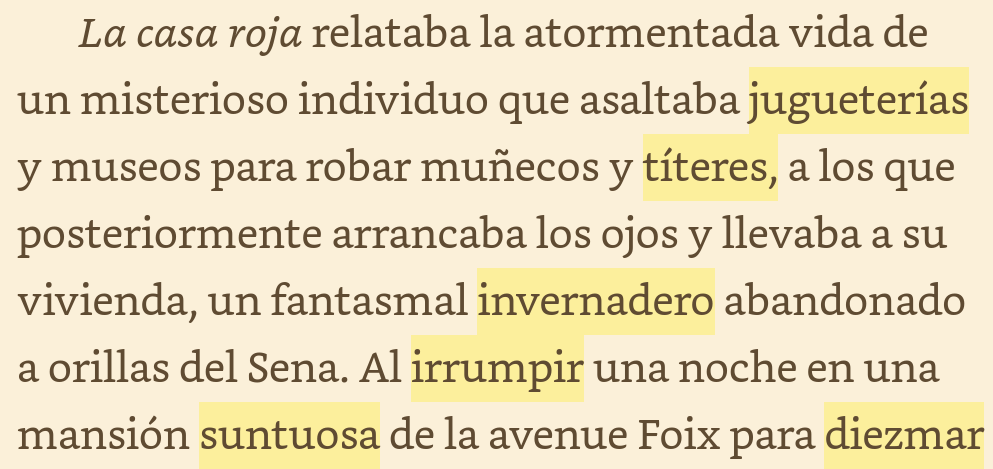 La casa roja relataba la atormentada vida de
un misterioso individuo que asaltaba jugueterías
y museos para robar muñecos y títeres, a los que
posteriormente arrancaba los ojos y llevaba a su
vivienda, un fantasmal invernadero abandonado
a orillas del Sena. Al irrumpir una noche en una
mansión suntuosa de la avenue Foix para diezmar